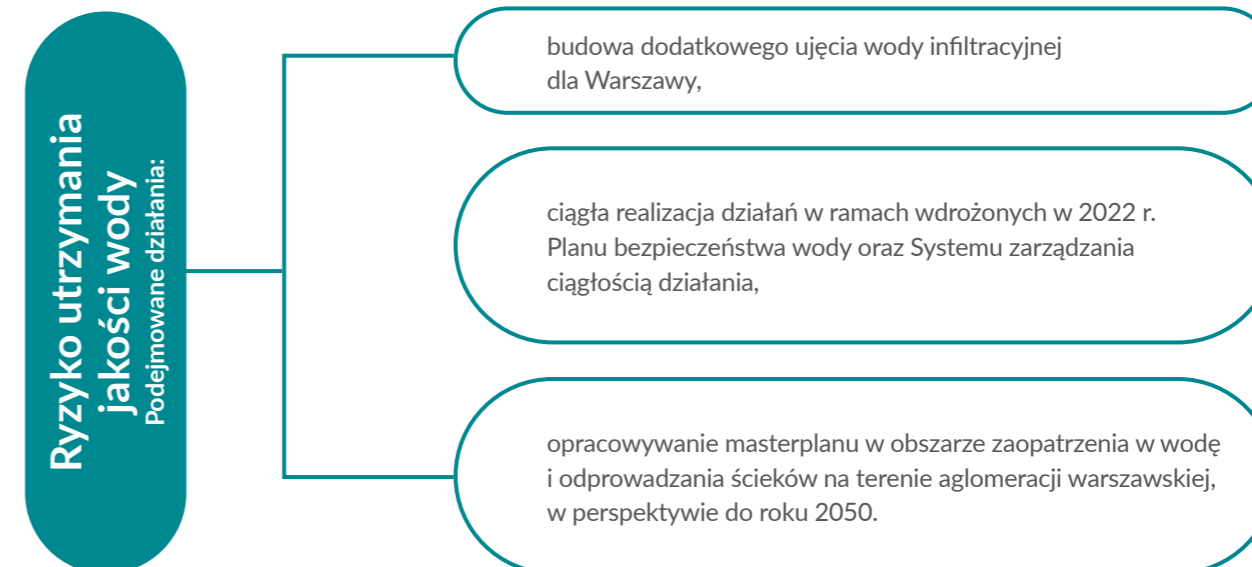 Ryzyko utrzymania
jakości wody
Podejmowane działania:
budowa dodatkowego ujęcia wody infiltracyjnej
dla Warszawy,
ciągła realizacja działań w ramach wdrożonych w 2022 r.
Planu bezpieczeństwa wody oraz Systemu zarządzania
ciągłością działania,
opracowywanie masterplanu w obszarze zaopatrzenia w wodę
i odprowadzania ścieków na terenie aglomeracji warszawskiej,
w perspektywie do roku 2050.